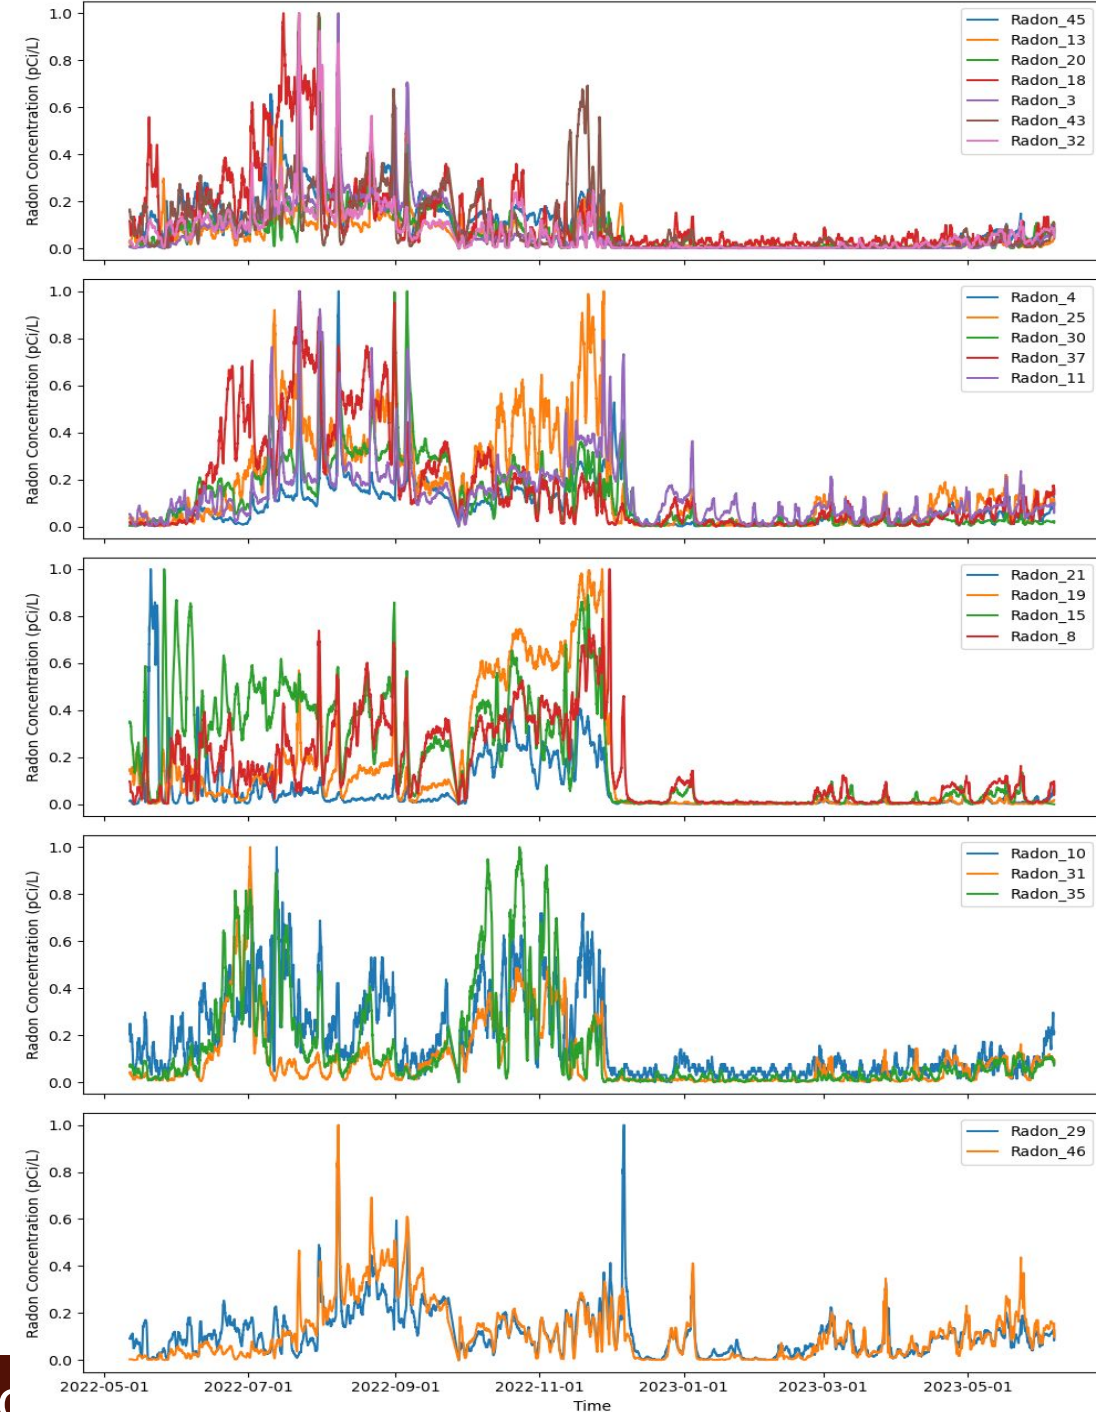 1.0
0.8
0.6
0.4
0.2
0.0
Radon Concentration (pCi/L)
Radon_45
Radon_13
Radon_20
Radon_18
Radon_3
Radon_43
Radon_32
1.0
0.8
0.6
0.4
0.2
0.0
Radon Concentration (pCi/L)
Radon_4
Radon_25
Radon_30
Radon_37
Radon_11
1.0
0.8
0.6
0.4
0.2
0.0
Radon Concentration (pCi/L)
Radon_21
Radon_19
Radon_15
Radon_8
1.0
0.8
0.6
0.4
0.2
0.0
Radon Concentration (pCi/L)
Radon_10
Radon_31
Radon_35
1.0
0.8
0.6
0.4
0.2
0.0
Radon Concentration (pCi/L)
Radon_29
Radon_46
2022-05-01 2022-07-01 2022-09-01 2022-11-01 2023-01-01 2023-03-01 2023-05-01
Time